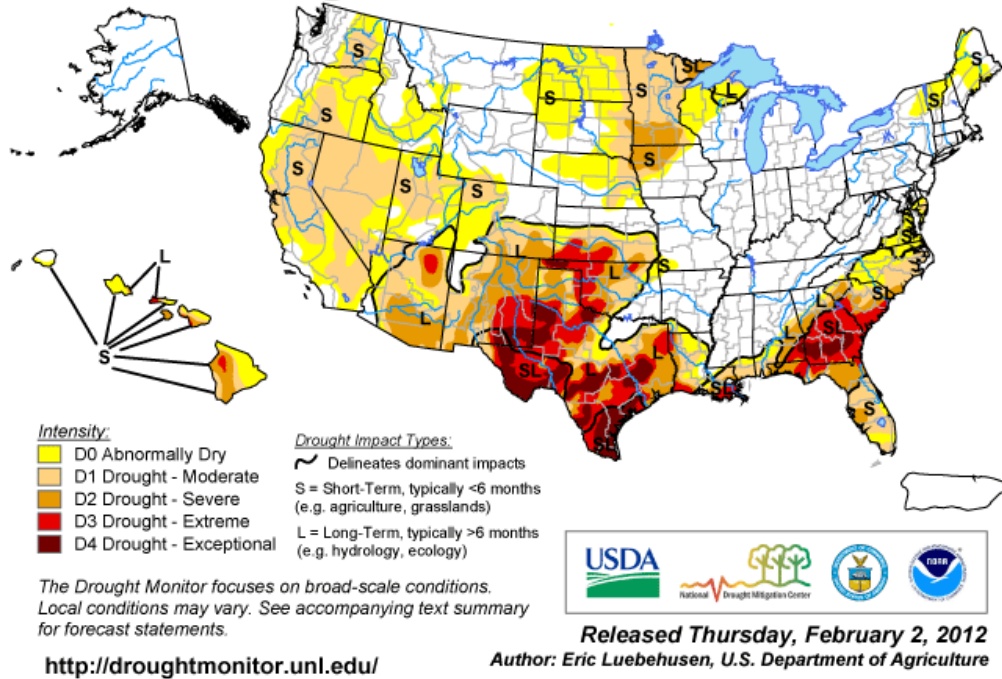 S
S
SL
S
S
L
S
S
S
S
S
S
S
SL
L
L
S
L
SL
L
L
SL
L
L
S
SL
L
SL
S
SL
Intensity:
D0 Abnormally Dry
D1 Drought - Moderate
D2 Drought - Severe
D3 Drought - Extreme
D4 Drought - Exceptional
Drought Impact Types:
Delineates dominant impacts
S = Short-Term, typically <6 months
(e.g. agriculture, grasslands)
L = Long-Term, typically >6 months
(e.g. hydrology, ecology)
The Drought Monitor focuses on broad-scale conditions.
Local conditions may vary. See accompanying text summary
for forecast statements.
http://droughtmonitor.unl.edu/
USDA
National Drought Mitigation Center
NOAA
Released Thursday, February 2, 2012
Author: Eric Luebehusen, U.S. Department of Agriculture